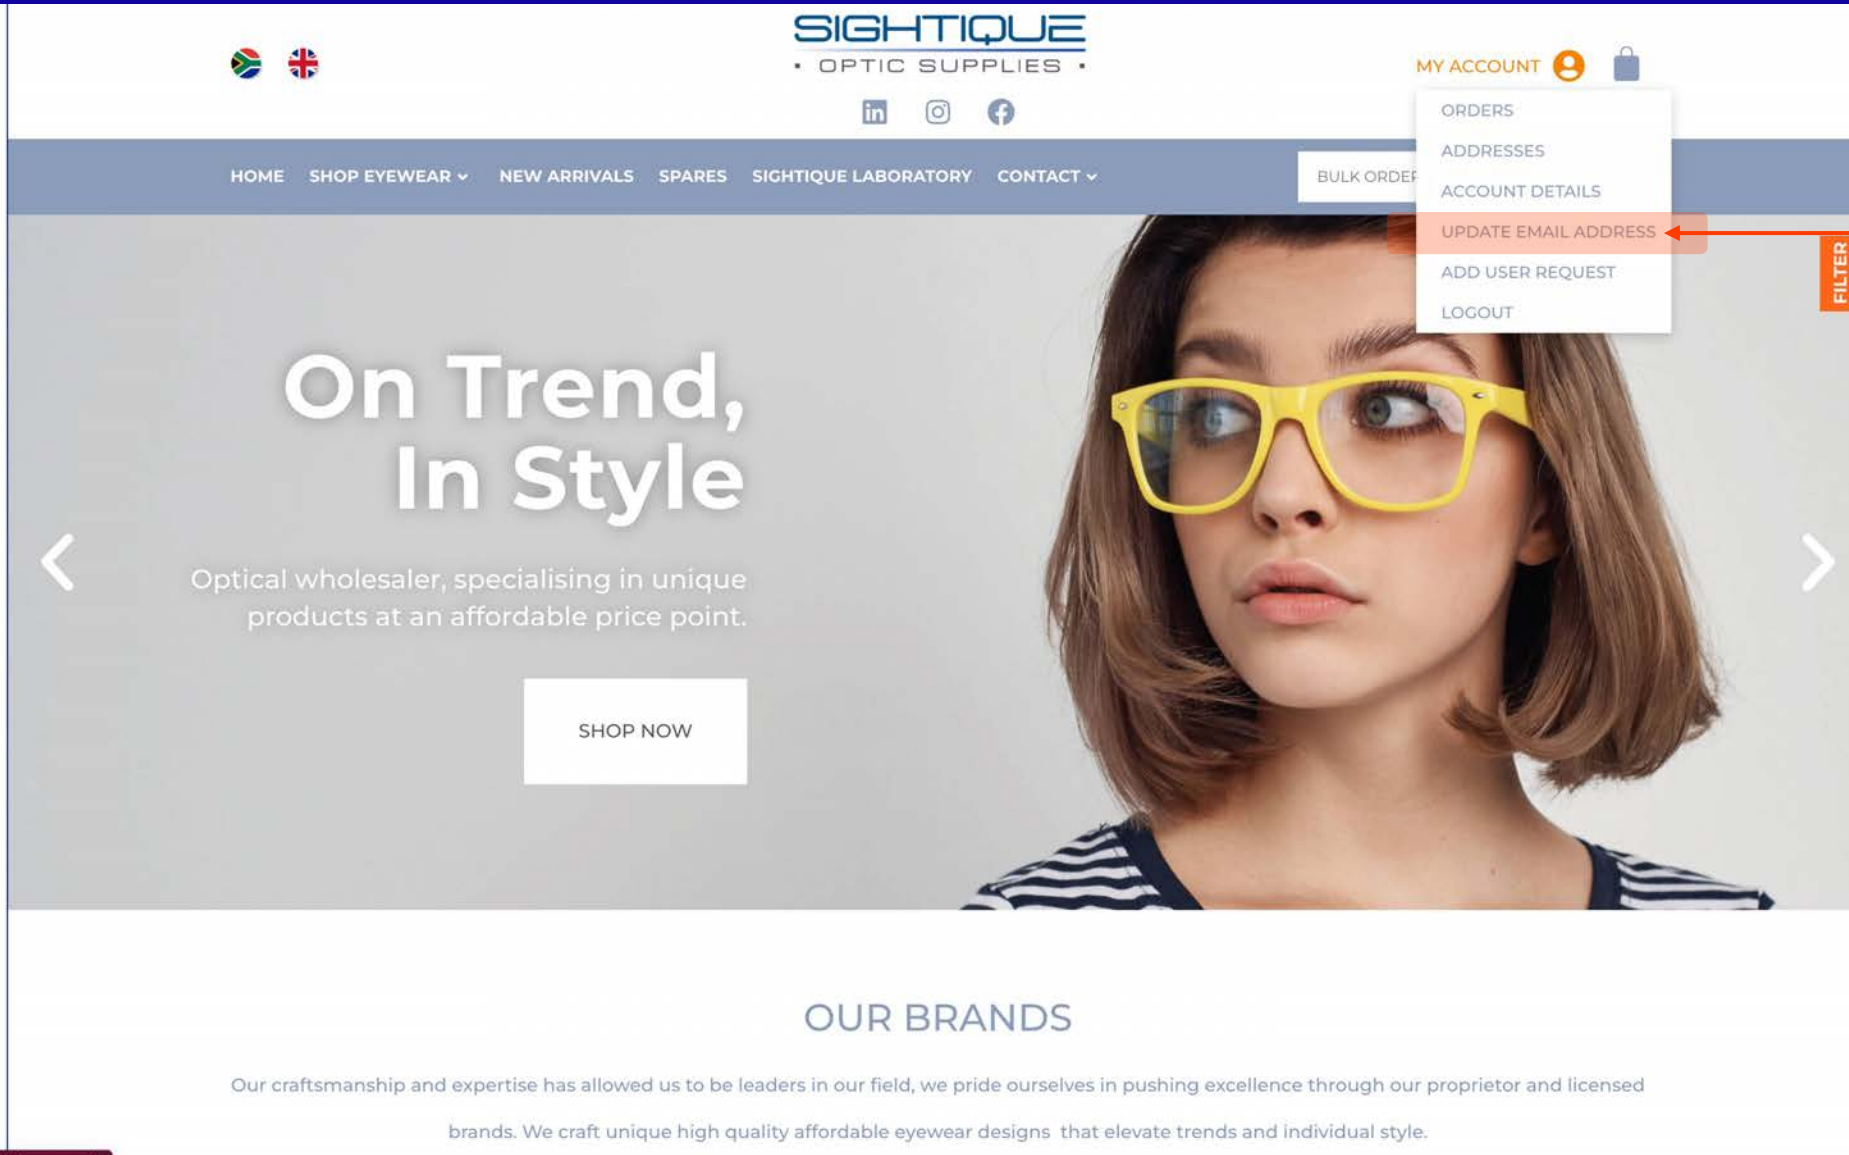 SIGHTIQUE
• OPTIC SUPPLIES •
MY ACCOUNT
ORDERS
ADDRESSES
ACCOUNT DETAILS
UPDATE EMAIL ADDRESS
ADD USER REQUEST
LOGOUT
HOME SHOP EYEWEAR NEW ARRIVALS SPARES SIGHTIQUE LABORATORY CONTACT
BULK ORDER
FILTER
On Trend,
In Style
Optical wholesaler, specialising in unique
products at an affordable price point.
SHOP NOW
OUR BRANDS
Our craftsmanship and expertise has allowed us to be leaders in our field, we pride ourselves in pushing excellence through our proprietor and licensed
brands. We craft unique high quality affordable eyewear designs that elevate trends and individual style.